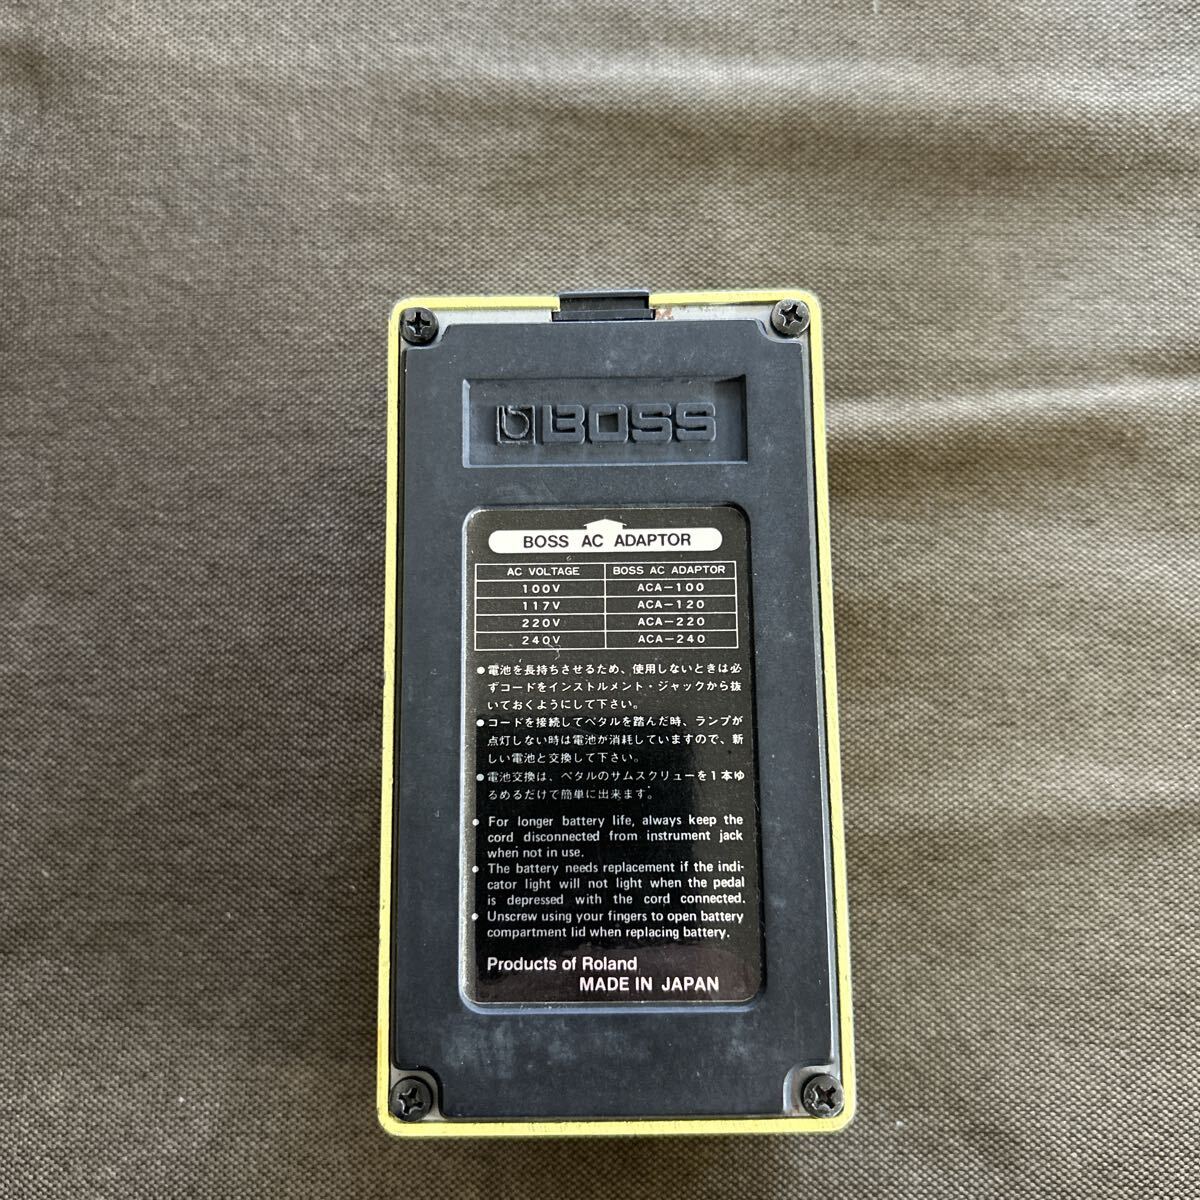 BOSS
BOSS AC ADAPTOR
AC VOLTAGE BOSS AC ADAPTOR
100V ACA-100
117V ACA-120
220V ACA-220
240V ACA-240
●電池を長持ちさせるため、使用しないときは必
ずコードをインストルメント・ジャックから抜
いておくようにして下さい。
●コードを接続してペタルを踏んだ時、ランプが
点灯しない時は電池が消耗していますので、新
しい電池と交換して下さい。
●電池交換は、ペタルのサムスクリューを1本ゆ
るめるだけで簡単に出来ます。
● For longer battery life, always keep the
cord disconnected from instrument jack
when not in use.
● The battery needs replacement if the indi-
cator light will not light when the pedal
is depressed with the cord connected.
● Unscrew using your fingers to open battery
compartment lid when replacing battery.
Products of Roland
MADE IN JAPAN